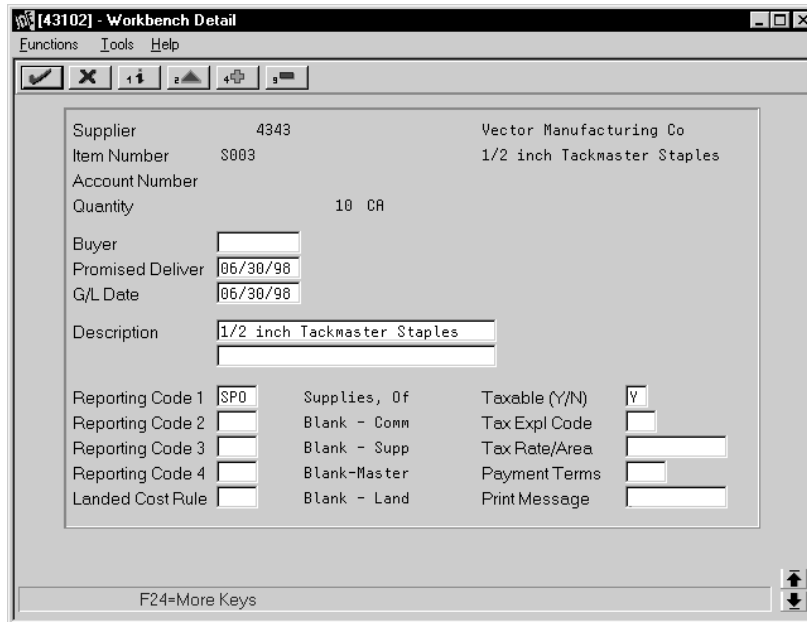 [43102] - Workbench Detail
Functions Tools Help
1 i 2 4 9
Supplier 4343 Vector Manufacturing Co
Item Number S003 1/2 inch Tackmaster Staples
Account Number
Quantity 10 CA
Buyer
Promised Deliver 06/30/98
G/L Date 06/30/98
Description 1/2 inch Tackmaster Staples
Reporting Code 1 SPO Supplies, Of Taxable (Y/N) Y
Reporting Code 2 Blank - Comm Tax Expl Code
Reporting Code 3 Blank - Supp Tax Rate/Area
Reporting Code 4 Blank-Master Payment Terms
Landed Cost Rule Blank - Land Print Message
F24=More Keys